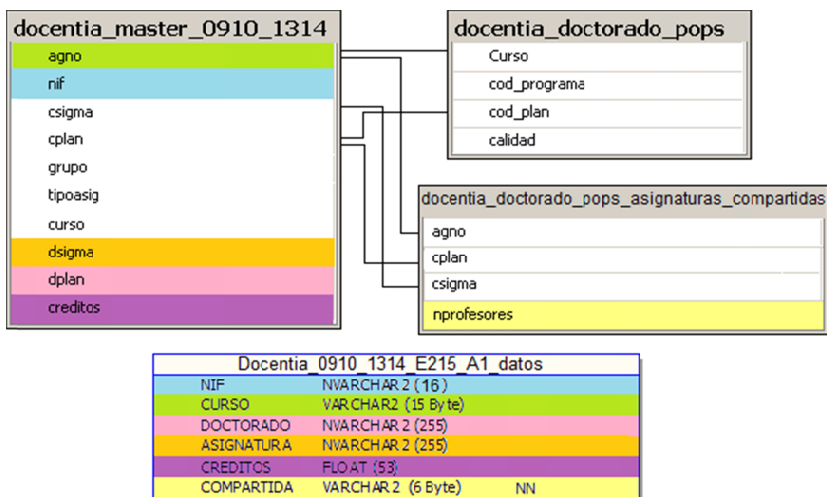 docentia_master_0910_1314
agno
nif
csigma
cplan
grupo
tipoasig
curso
dsigma
dplan
creditos
docentia_doctorado_pops
Curso
cod_programa
cod_plan
calidad
docentia_doctorado_pops_asignaturas_compartidas
agno
cplan
csigma
nprofesores
Docentia_0910_1314_E215_A1_datos
NIF NVARCHAR2 (16)
CURSO VARCHAR2 (15 Byte)
DOCTORADO NVARCHAR2 (255)
ASIGNATURA NVARCHAR2 (255)
CREDITOS FLOAT (53)
COMPARTIDA VARCHAR2 (6 Byte) NN